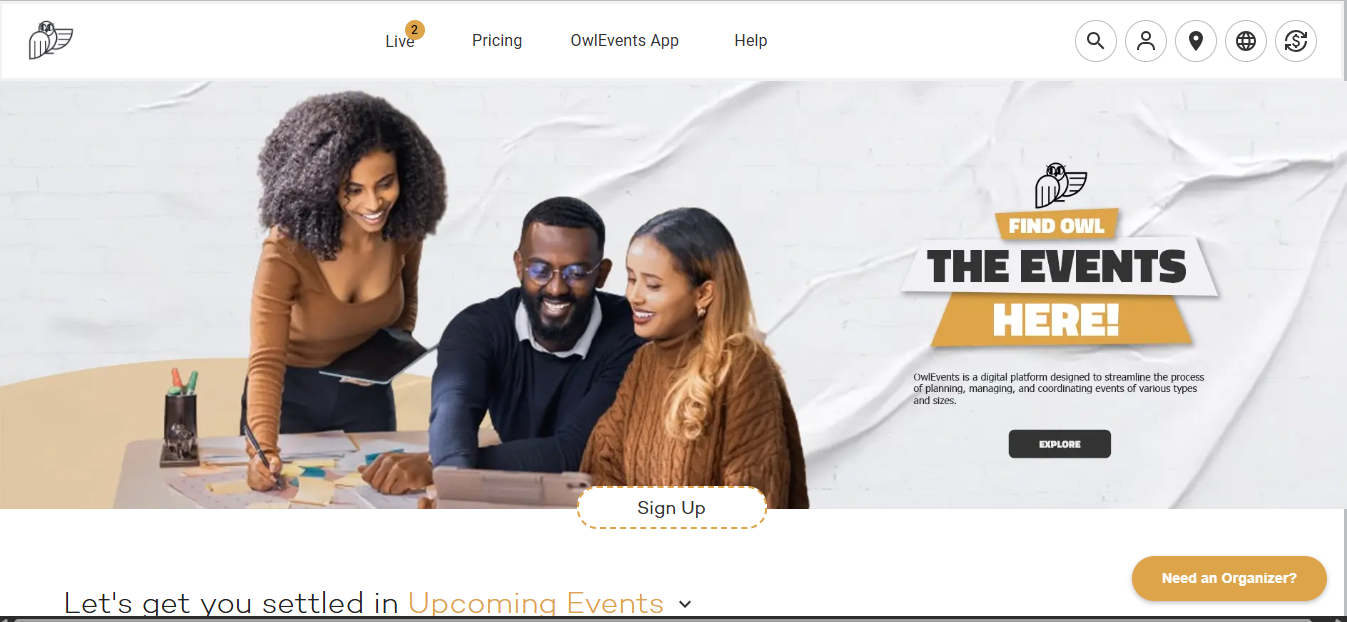 2
Live
Pricing
OwlEvents App
Help
FIND OWL
THE EVENTS
HERE!
OwlEvents is a digital platform designed to streamline the process
of planning, managing, and coordinating events of various types
and sizes.
EXPLORE
Sign Up
Need an Organizer?
Let's get you settled in Upcoming Events